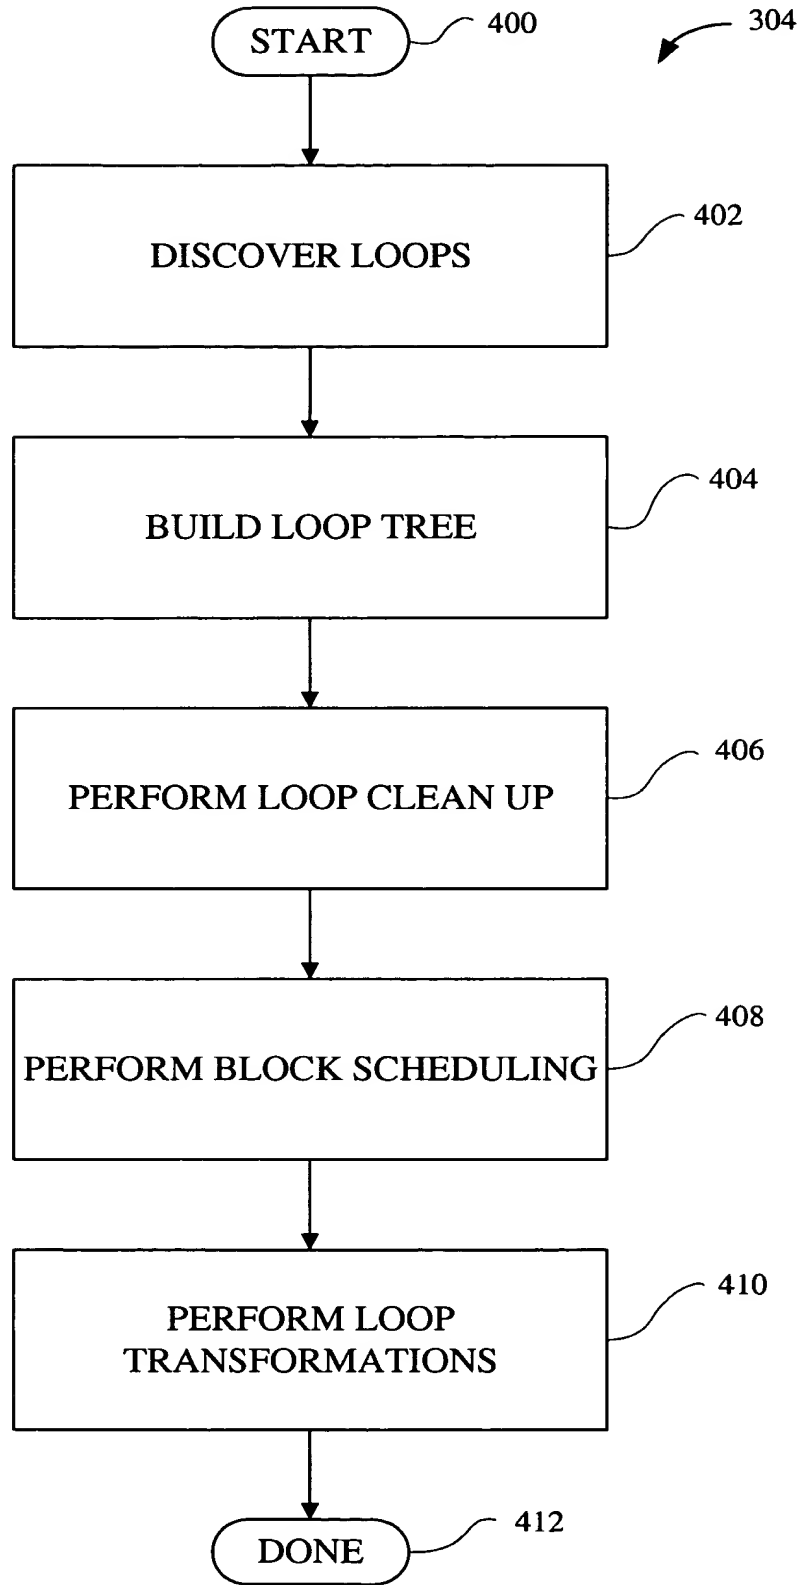 START
400
304
DISCOVER LOOPS
402
BUILD LOOP TREE
404
PERFORM LOOP CLEAN UP
406
PERFORM BLOCK SCHEDULING
408
PERFORM LOOP
TRANSFORMATIONS
410
DONE
412